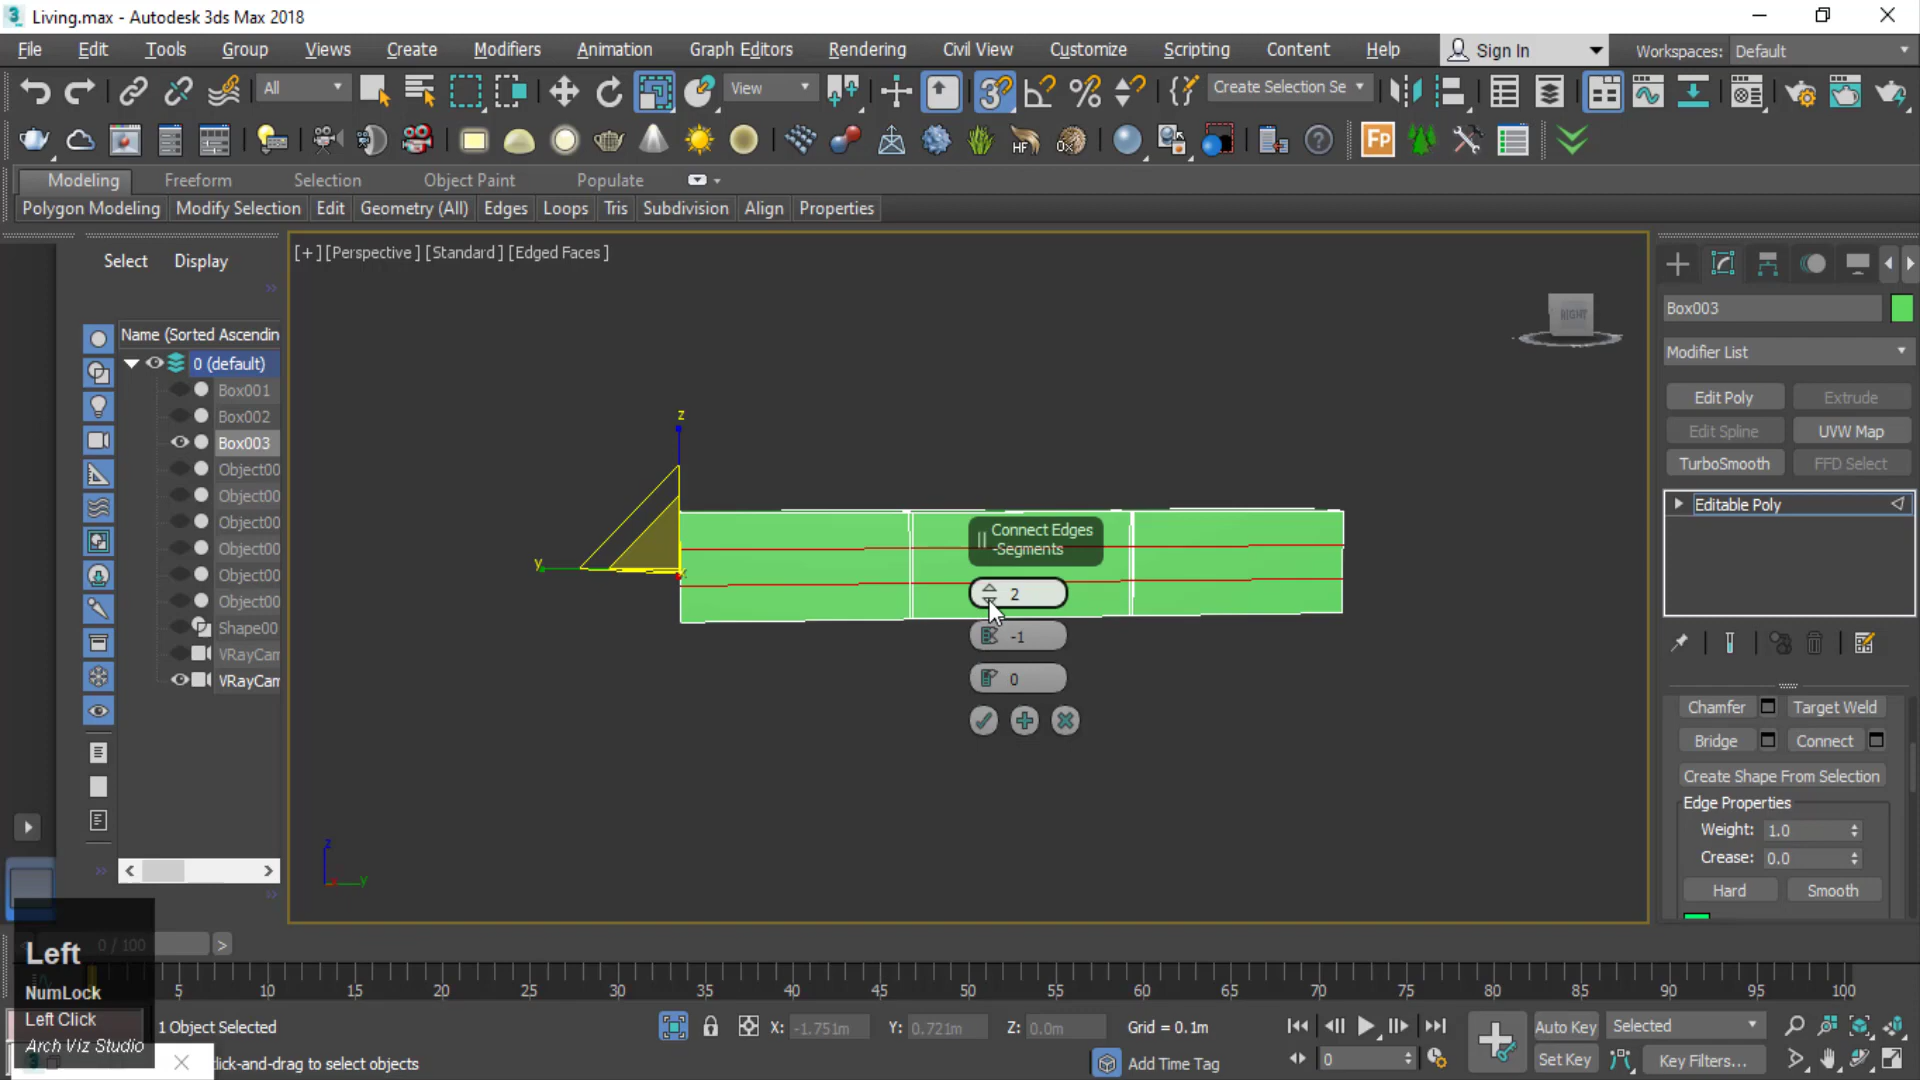 Living.max - Autodesk 3ds Max 2018
File Edit Tools Group Views Create Modifiers Animation Graph Editors Rendering Civil View Customize Scripting Content Help Sign In Workspaces: Default
All View Create Selection Se
Modeling Freeform Selection Object Paint Populate
Polygon Modeling Modify Selection Edit Geometry (All) Edges Loops Tris Subdivision Align Properties
Select Display
Name (Sorted Ascendin
0 (default)
Box001
Box002
Box003
Object00
Object00
Object00
Object00
Object00
Object00
Shape00
VRayCam
VRayCam
[+] [Perspective ] [Standard ] [Edged Faces ]
RIGHT
z
y
x
Connect Edges
-Segments
2
-1
0
z
y
Box003
Modifier List
Edit Poly Extrude
Edit Spline UVW Map
TurboSmooth FFD Select
Editable Poly
Chamfer Target Weld
Bridge Connect
Create Shape From Selection
Edge Properties
Weight: 1.0
Crease: 0.0
Hard Smooth
0 / 100
Left
NumLock
Left Click
Arch Viz Studio
5 10 15 20 25 30 35 40 45 50 55 60 65 70 75 80 85 90 95 100
1 Object Selected X: -1.751m Y: 0.721m Z: 0.0m Grid = 0.1m Auto Key Selected
lick-and-drag to select objects Add Time Tag 0 Set Key Key Filters...